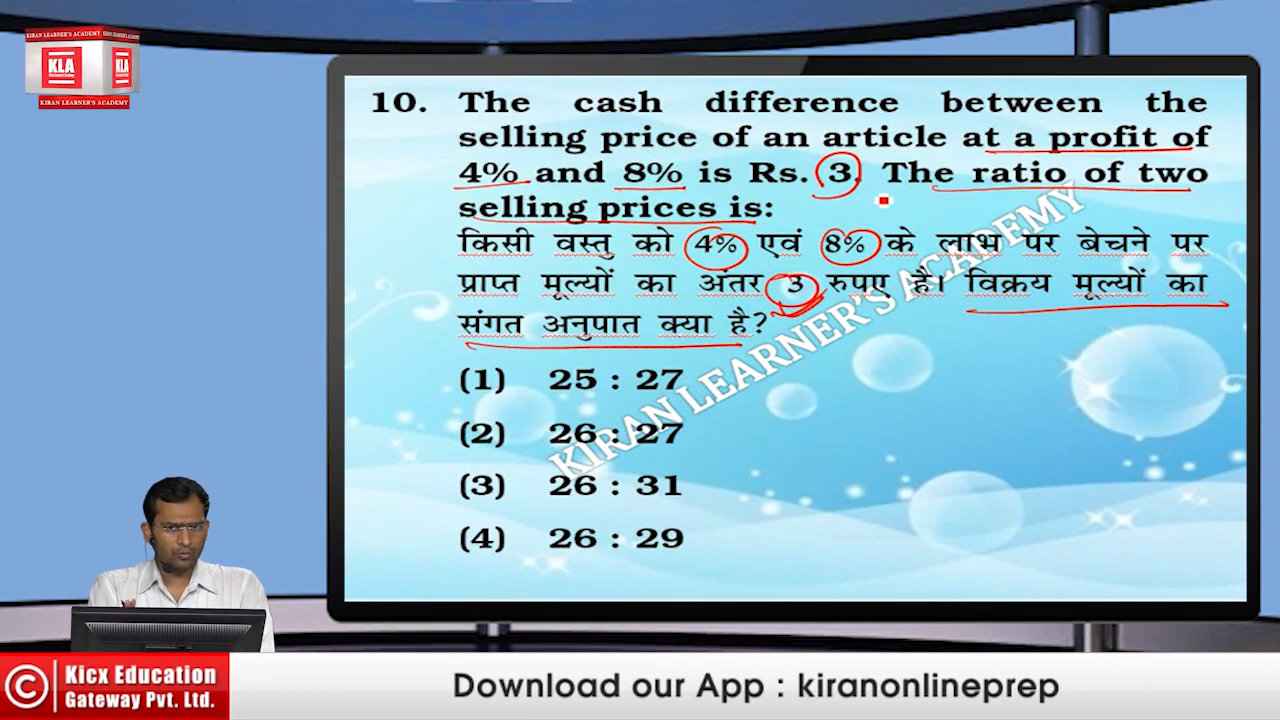 KIRAN LEARNER'S ACADEMY
KLA
KLA
KIRAN LEARNER'S ACADEMY
10. The cash difference between the
selling price of an article at a profit of
4% and 8% is Rs. 3. The ratio of two
selling prices is:
किसी वस्तु को 4% एवं 8% के लाभ पर बेचने पर
प्राप्त मूल्यों का अंतर 3 रुपए है। विक्रय मूल्यों का
संगत अनुपात क्या है?
(1) 25 : 27
(2) 26 : 27
(3) 26 : 31
(4) 26 : 29
KIRAN LEARNER'S ACADEMY
© Kicx Education
Gateway Pvt. Ltd.
Download our App : kiranonlineprep